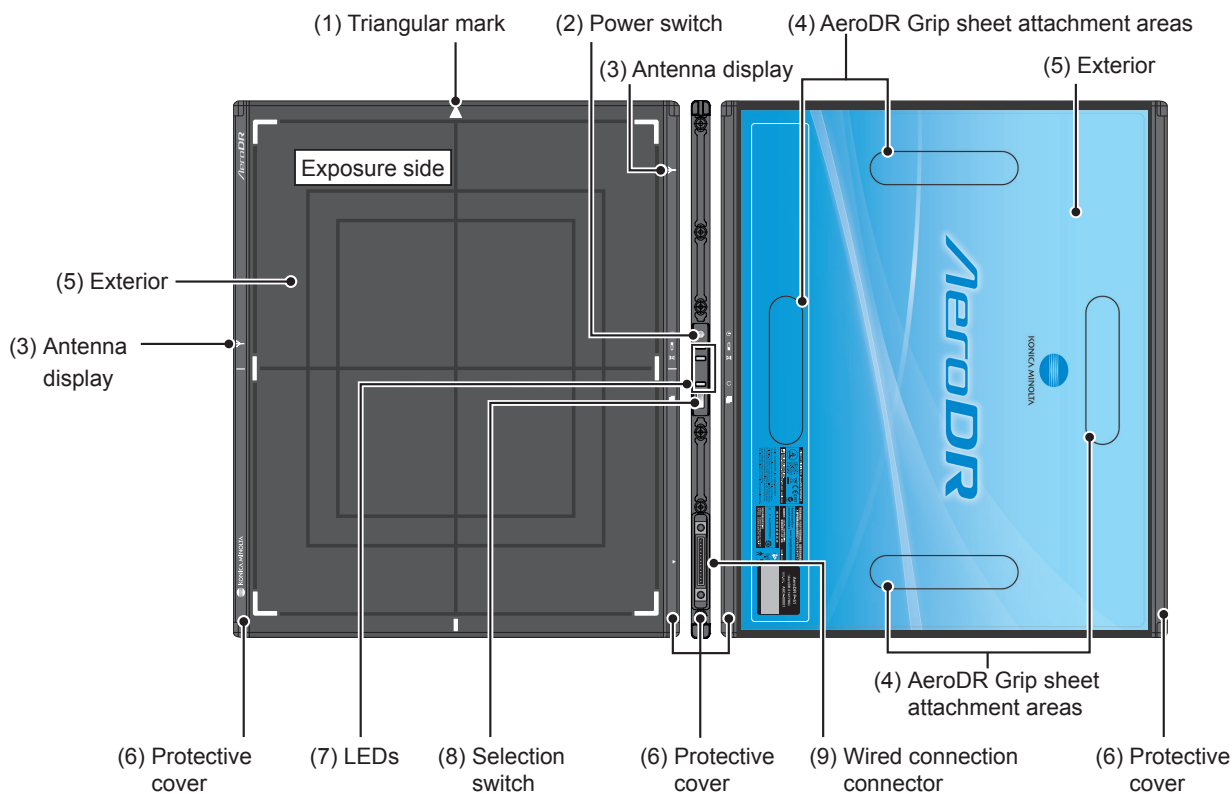 (1) Triangular mark
(2) Power switch
(4) AeroDR Grip sheet attachment areas
(3) Antenna display
(5) Exterior
AeroDR
Exposure side
(5) Exterior
(3) Antenna
display
AeroDR
KONICA MINOLTA
KONICA MINOLTA
(4) AeroDR Grip sheet
attachment areas
(6) Protective
cover
(7) LEDs
(8) Selection
switch
(6) Protective
cover
(9) Wired connection
connector
(6) Protective
cover